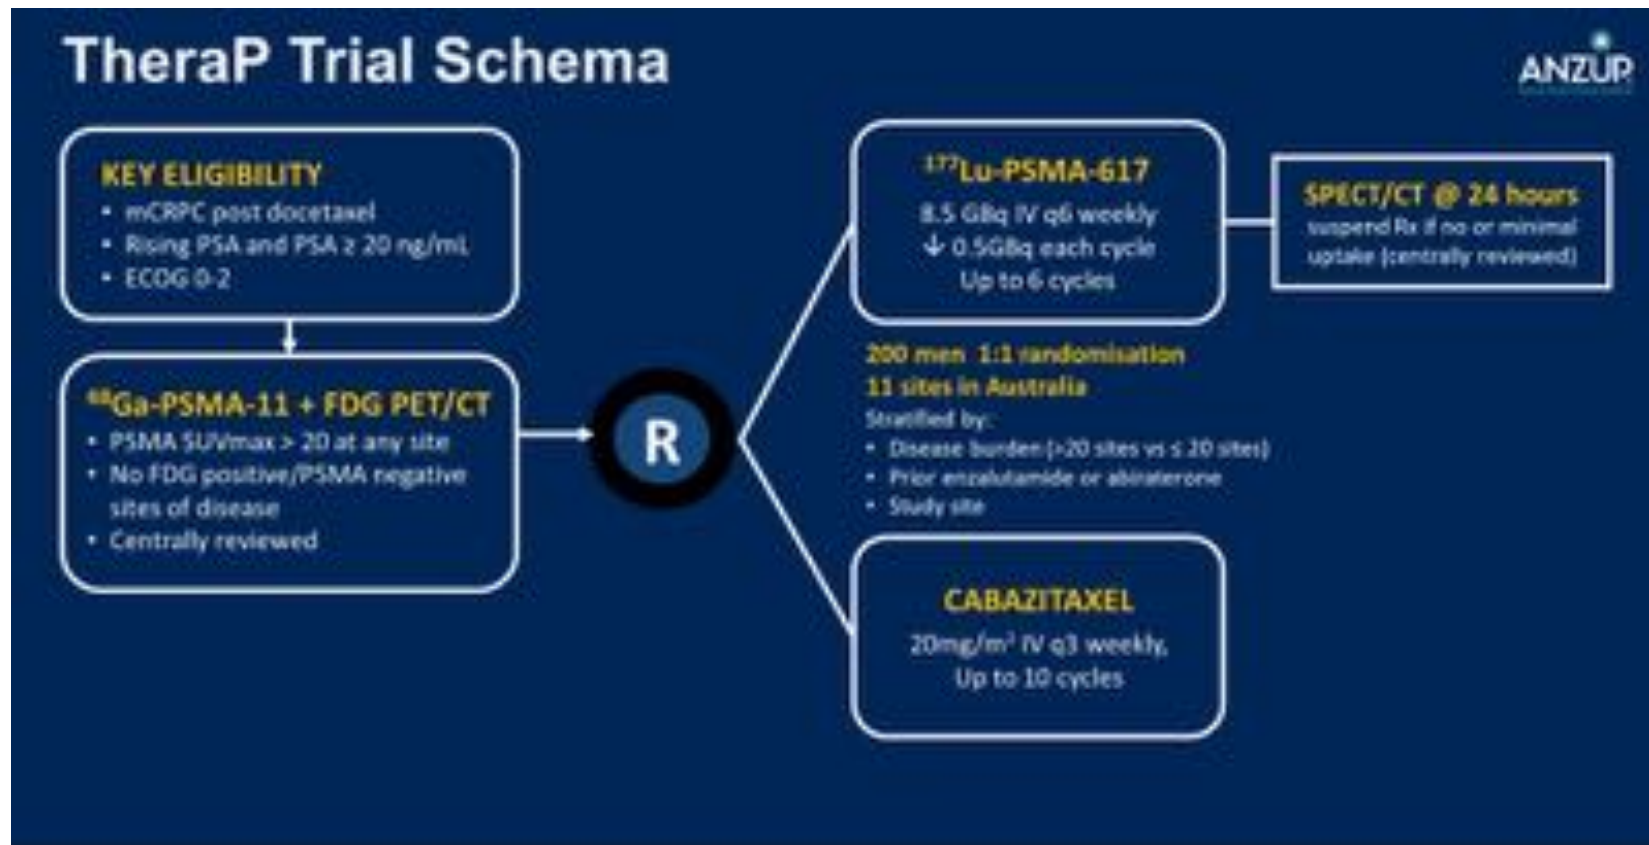 TheraP Trial Schema
ANZUP
KEY ELIGIBILITY
• mCRPC post docetaxel
• Rising PSA and PSA ≥ 20 ng/mL
• ECOG 0-2
⁶⁸Ga-PSMA-11 + FDG PET/CT
• PSMA SUVmax > 20 at any site
• No FDG positive/PSMA negative
sites of disease
• Centrally reviewed
R
¹⁷⁷Lu-PSMA-617
8.5 GBq IV q6 weekly
↓ 0.5GBq each cycle
Up to 6 cycles
SPECT/CT @ 24 hours
suspend Rx if no or minimal
uptake (centrally reviewed)
200 men 1:1 randomisation
11 sites in Australia
Stratified by:
• Disease burden (>20 sites vs ≤ 20 sites)
• Prior enzalutamide or abiraterone
• Study site
CABAZITAXEL
20mg/m² IV q3 weekly,
Up to 10 cycles